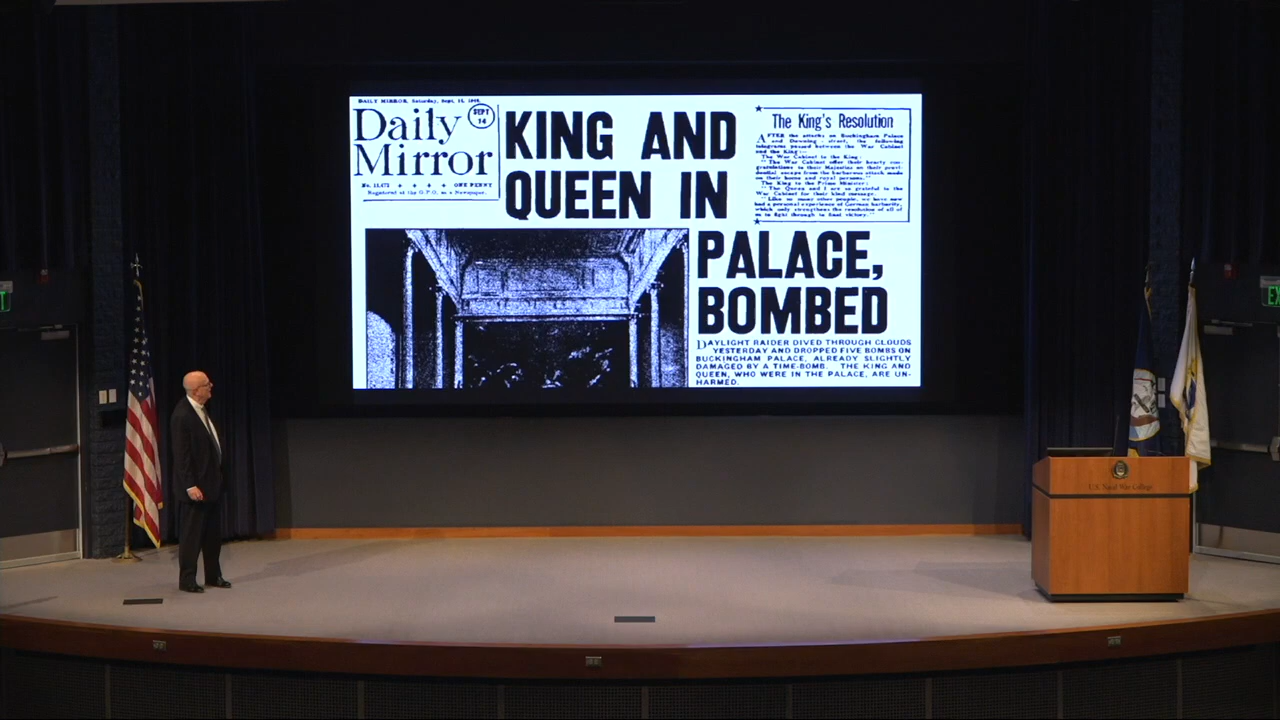 DAILY MIRROR, Saturday, Sept. 14, 1940.
Daily
Mirror
SEPT
14
No. 11,471 + + + + ONE PENNY
Registered at the G.P.O. as a Newspaper.
KING AND
QUEEN IN
PALACE,
BOMBED
The King's Resolution
AFTER the attacks on Buckingham Palace
and Downing-street, the following
telegrams passed between the War Cabinet
and the King:—
The War Cabinet to the King:
"The War Cabinet offer their hearty con-
gratulations to their Majesties on their provi-
dential escape from the barbarous attack made
on their home and royal persons."
The King to the Prime Minister:
"The Queen and I are so grateful to the
War Cabinet for their kind message.
"Like so many other people, we have now
had a personal experience of German barbarity,
which only strengthens the resolution of all of
us to fight through to final victory."
DAYLIGHT RAIDER DIVED THROUGH CLOUDS
YESTERDAY AND DROPPED FIVE BOMBS ON
BUCKINGHAM PALACE, ALREADY SLIGHTLY
DAMAGED BY A TIME-BOMB. THE KING AND
QUEEN, WHO WERE IN THE PALACE, ARE UN-
HARMED.
U.S. Naval War College